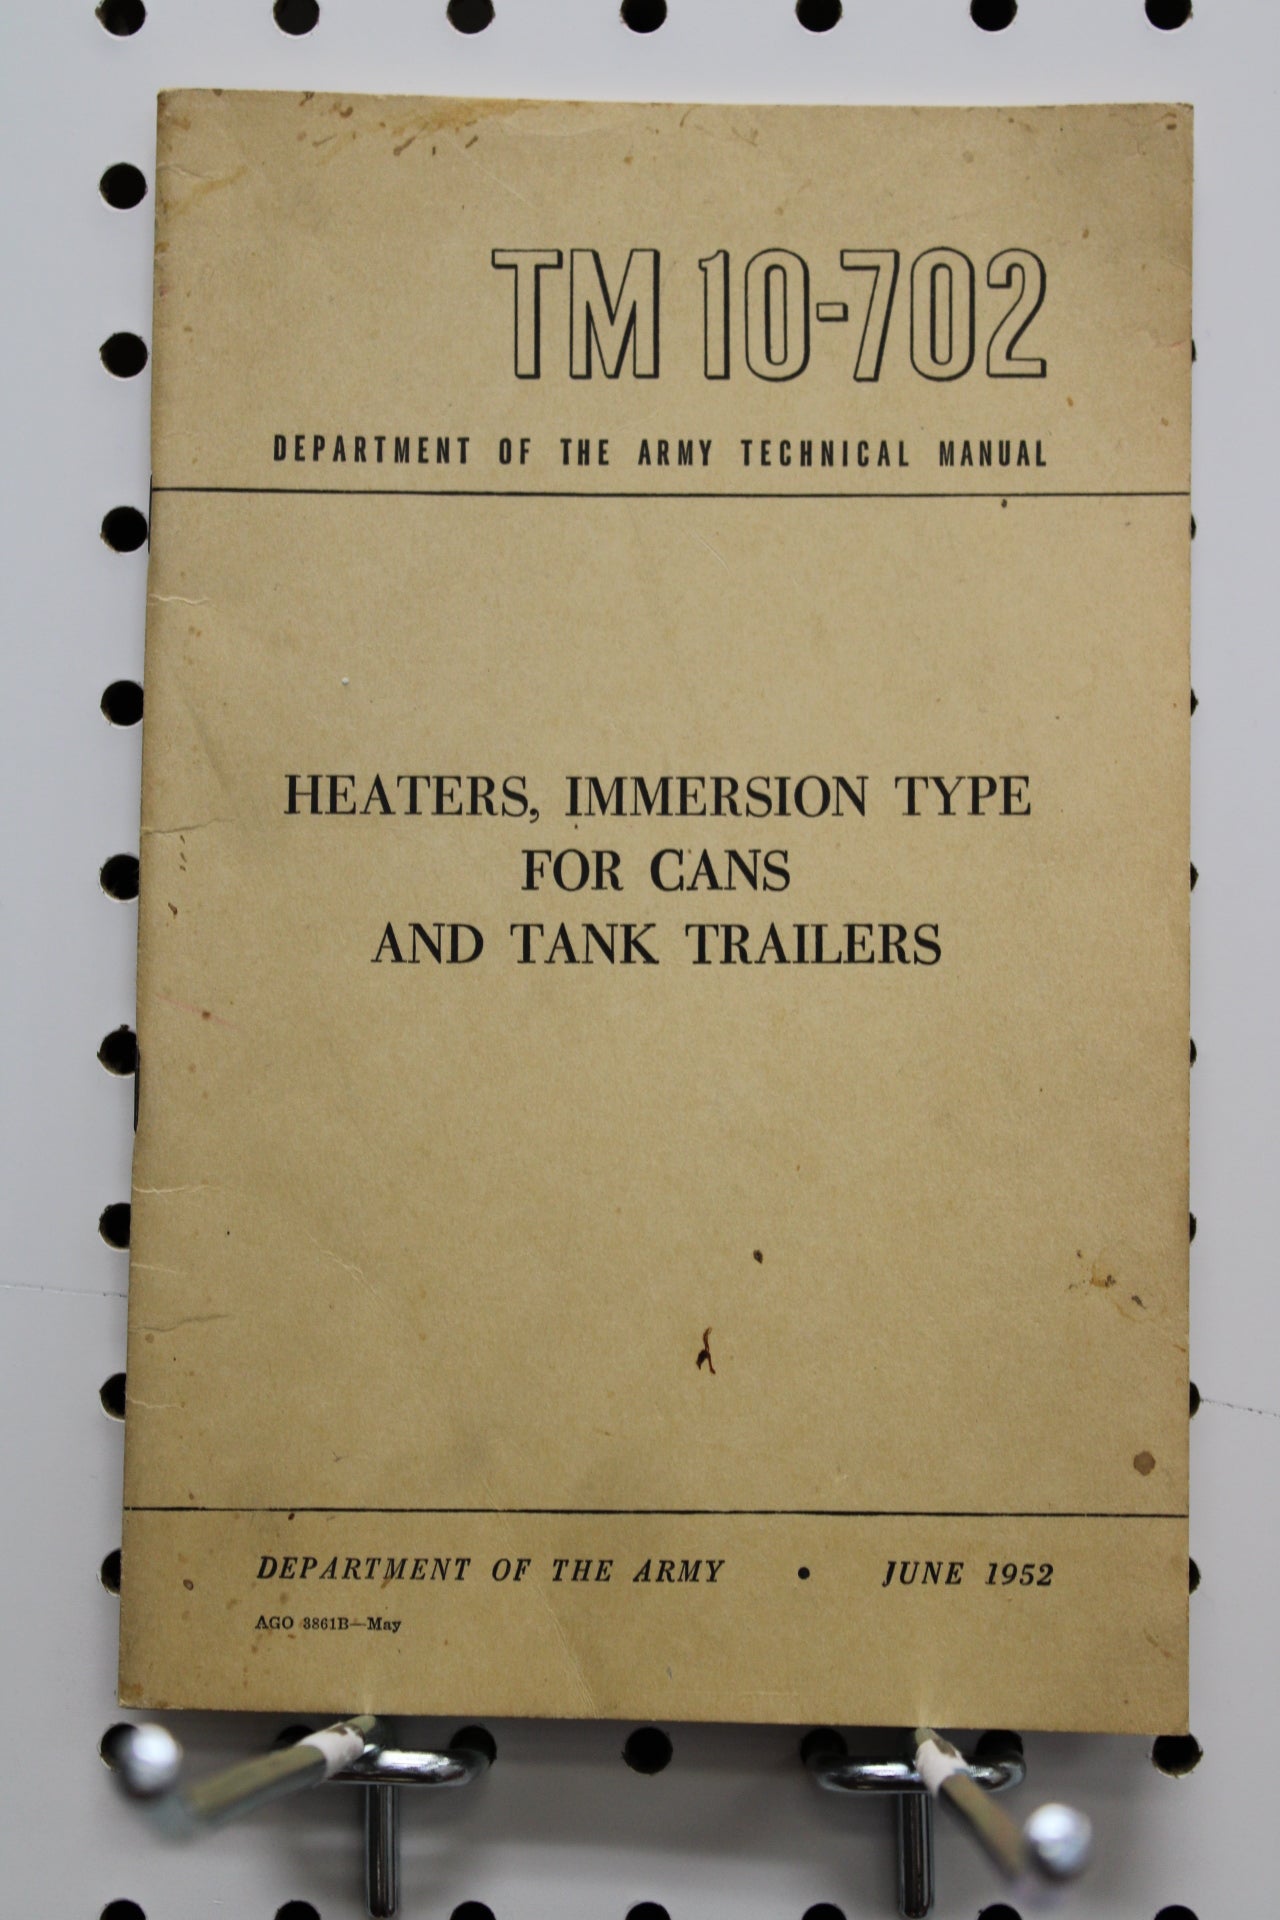 TM 10-702
DEPARTMENT OF THE ARMY TECHNICAL MANUAL
HEATERS, IMMERSION TYPE
FOR CANS
AND TANK TRAILERS
DEPARTMENT OF THE ARMY • JUNE 1952
AGO 3861B—May